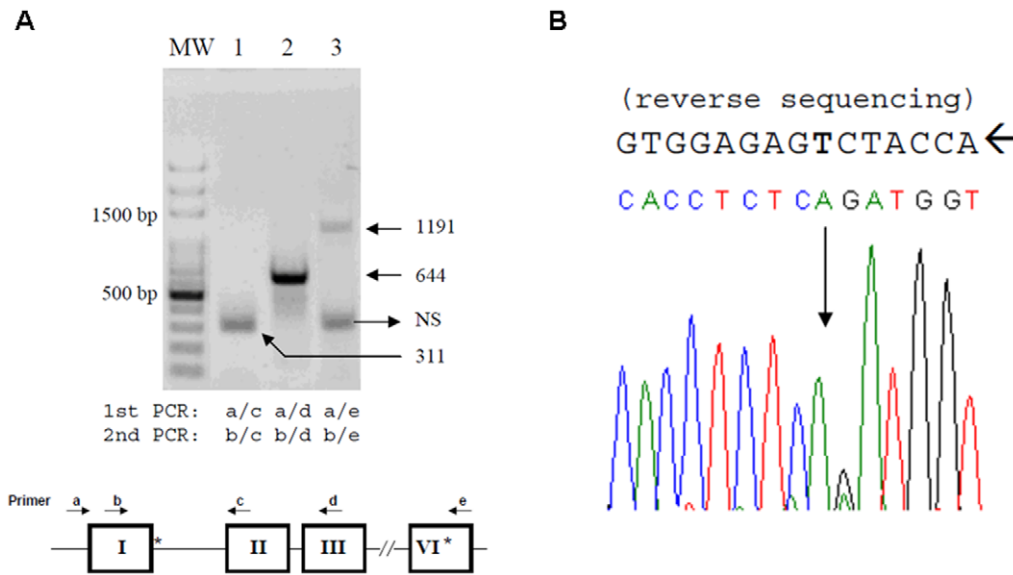 A
MW 1 2 3
1500 bp
500 bp
1191
644
NS
311
1st PCR: a/c a/d a/e
2nd PCR: b/c b/d b/e
Primer a b c d e
I * II III // VI *
B
(reverse sequencing)
GTGGAGAGTCTACCA
CACCTCTCAGATGGT